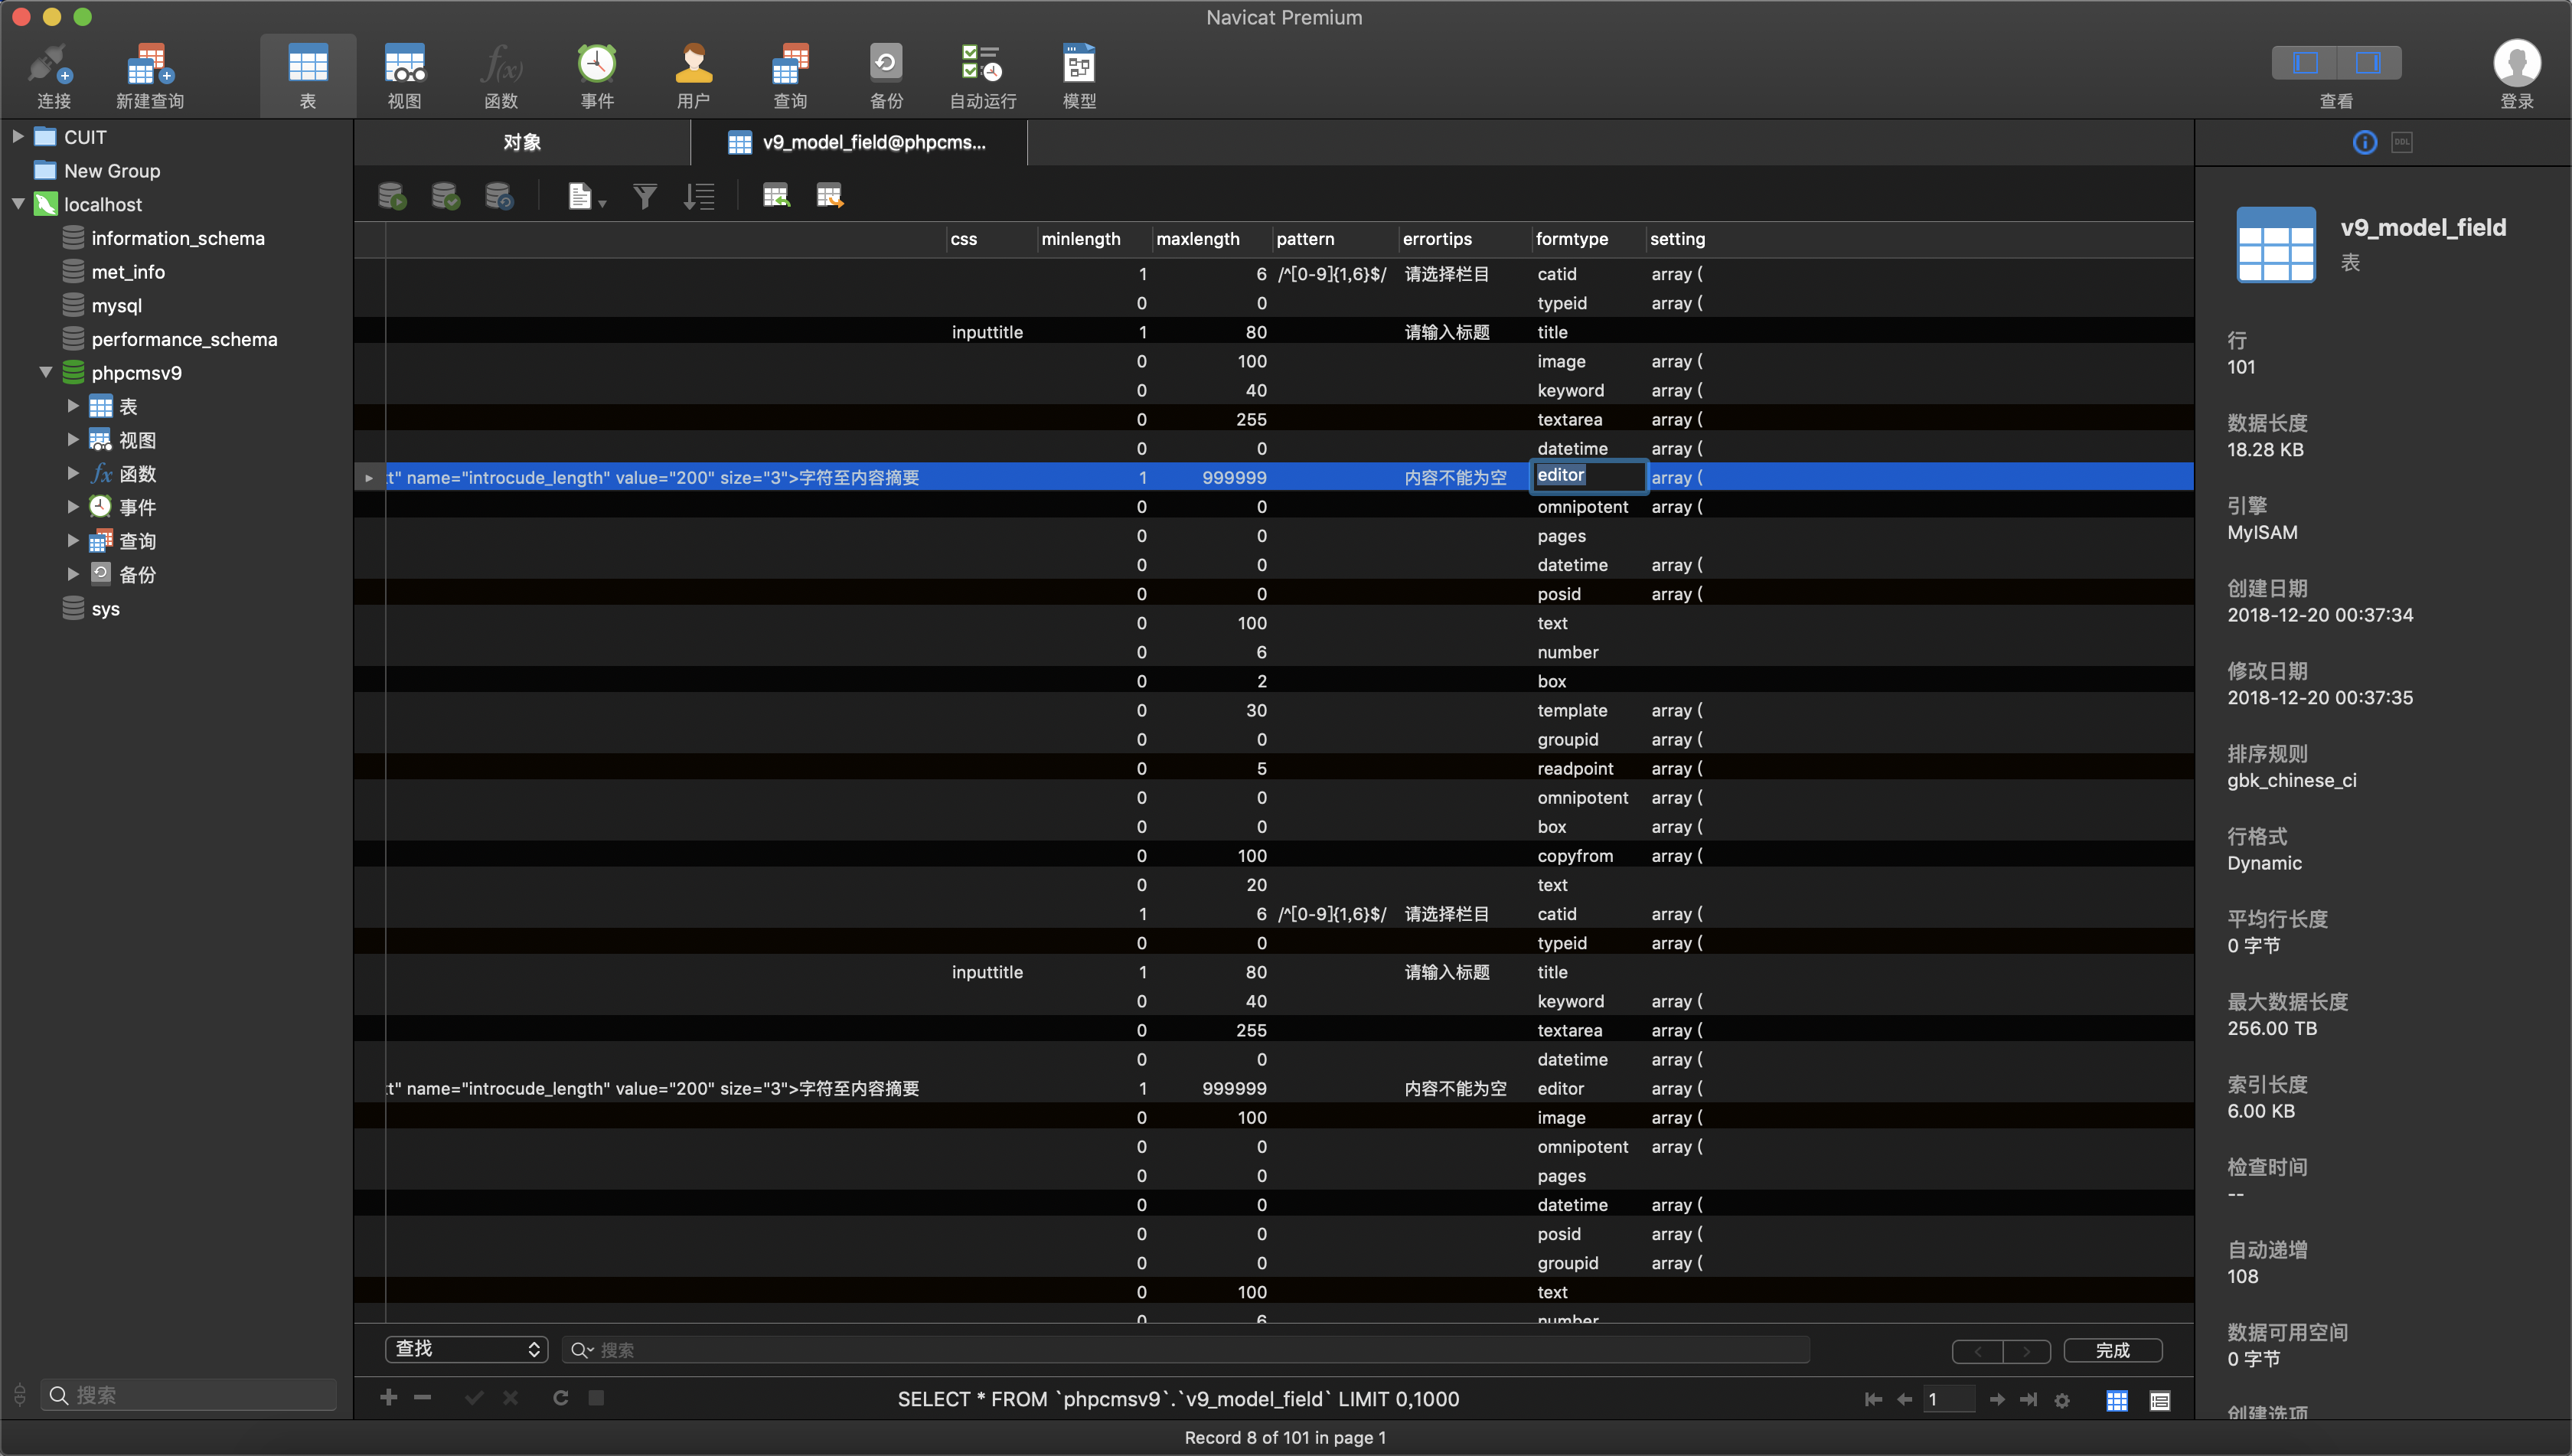 Navicat Premium
连接 新建查询 表 视图 函数 事件 用户 查询 备份 自动运行 模型 查看 登录
CUIT
New Group
localhost
information_schema
met_info
mysql
performance_schema
phpcmsv9
表
视图
函数
事件
查询
备份
sys
搜索
对象 v9_model_field@phpcms...
css minlength maxlength pattern errortips formtype setting
1 6 /^[0-9]{1,6}$/ 请选择栏目 catid array (
0 0 typeid array (
inputtitle 1 80 请输入标题 title
0 100 image array (
0 40 keyword array (
0 255 textarea array (
0 0 datetime array (
t" name="introcude_length" value="200" size="3">字符至内容摘要 1 999999 内容不能为空 editor array (
0 0 omnipotent array (
0 0 pages
0 0 datetime array (
0 0 posid array (
0 100 text
0 6 number
0 2 box
0 30 template array (
0 0 groupid array (
0 5 readpoint array (
0 0 omnipotent array (
0 0 box array (
0 100 copyfrom array (
0 20 text
1 6 /^[0-9]{1,6}$/ 请选择栏目 catid array (
0 0 typeid array (
inputtitle 1 80 请输入标题 title
0 40 keyword array (
0 255 textarea array (
0 0 datetime array (
t" name="introcude_length" value="200" size="3">字符至内容摘要 1 999999 内容不能为空 editor array (
0 100 image array (
0 0 omnipotent array (
0 0 pages
0 0 datetime array (
0 0 posid array (
0 0 groupid array (
0 100 text
0 6 number
查找 搜索 完成
SELECT * FROM `phpcmsv9`.`v9_model_field` LIMIT 0,1000 1
Record 8 of 101 in page 1
DDL
v9_model_field
表
行
101
数据长度
18.28 KB
引擎
MyISAM
创建日期
2018-12-20 00:37:34
修改日期
2018-12-20 00:37:35
排序规则
gbk_chinese_ci
行格式
Dynamic
平均行长度
0 字节
最大数据长度
256.00 TB
索引长度
6.00 KB
检查时间
--
自动递增
108
数据可用空间
0 字节
创建选项